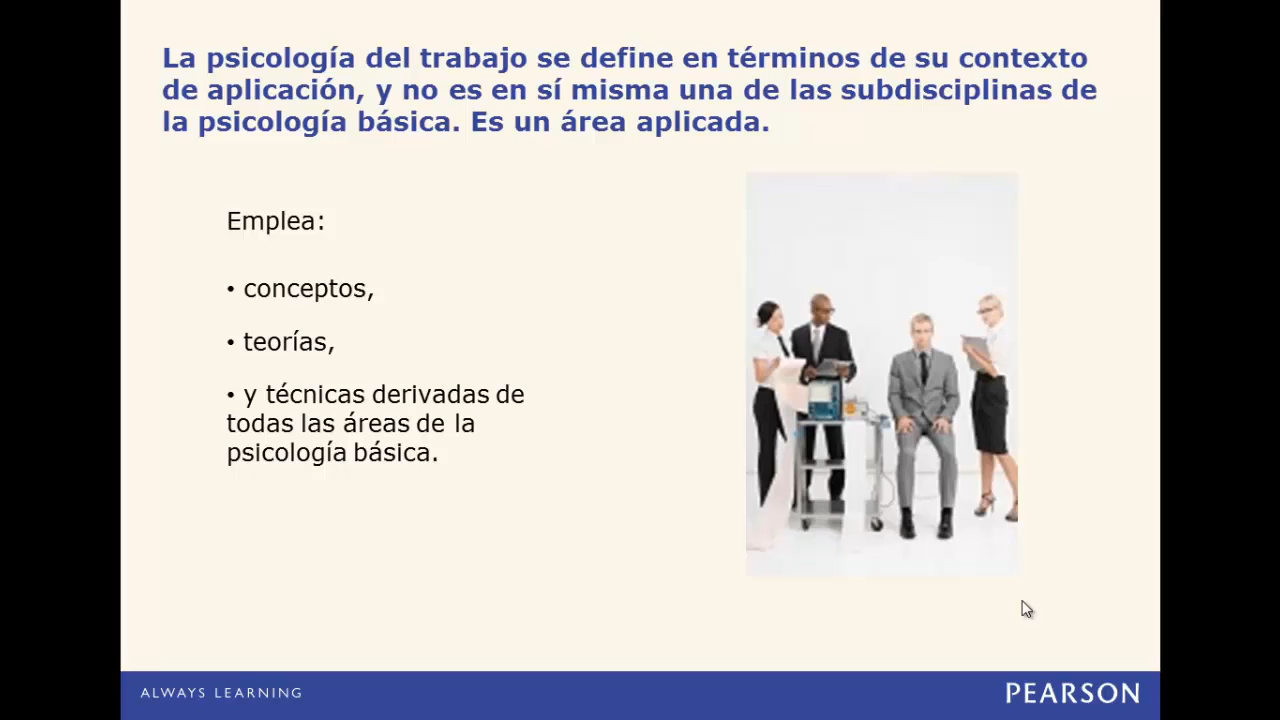 La psicología del trabajo se define en términos de su contexto
de aplicación, y no es en sí misma una de las subdisciplinas de
la psicología básica. Es un área aplicada.
Emplea:
• conceptos,
• teorías,
• y técnicas derivadas de
todas las áreas de la
psicología básica.
ALWAYS LEARNING
PEARSON